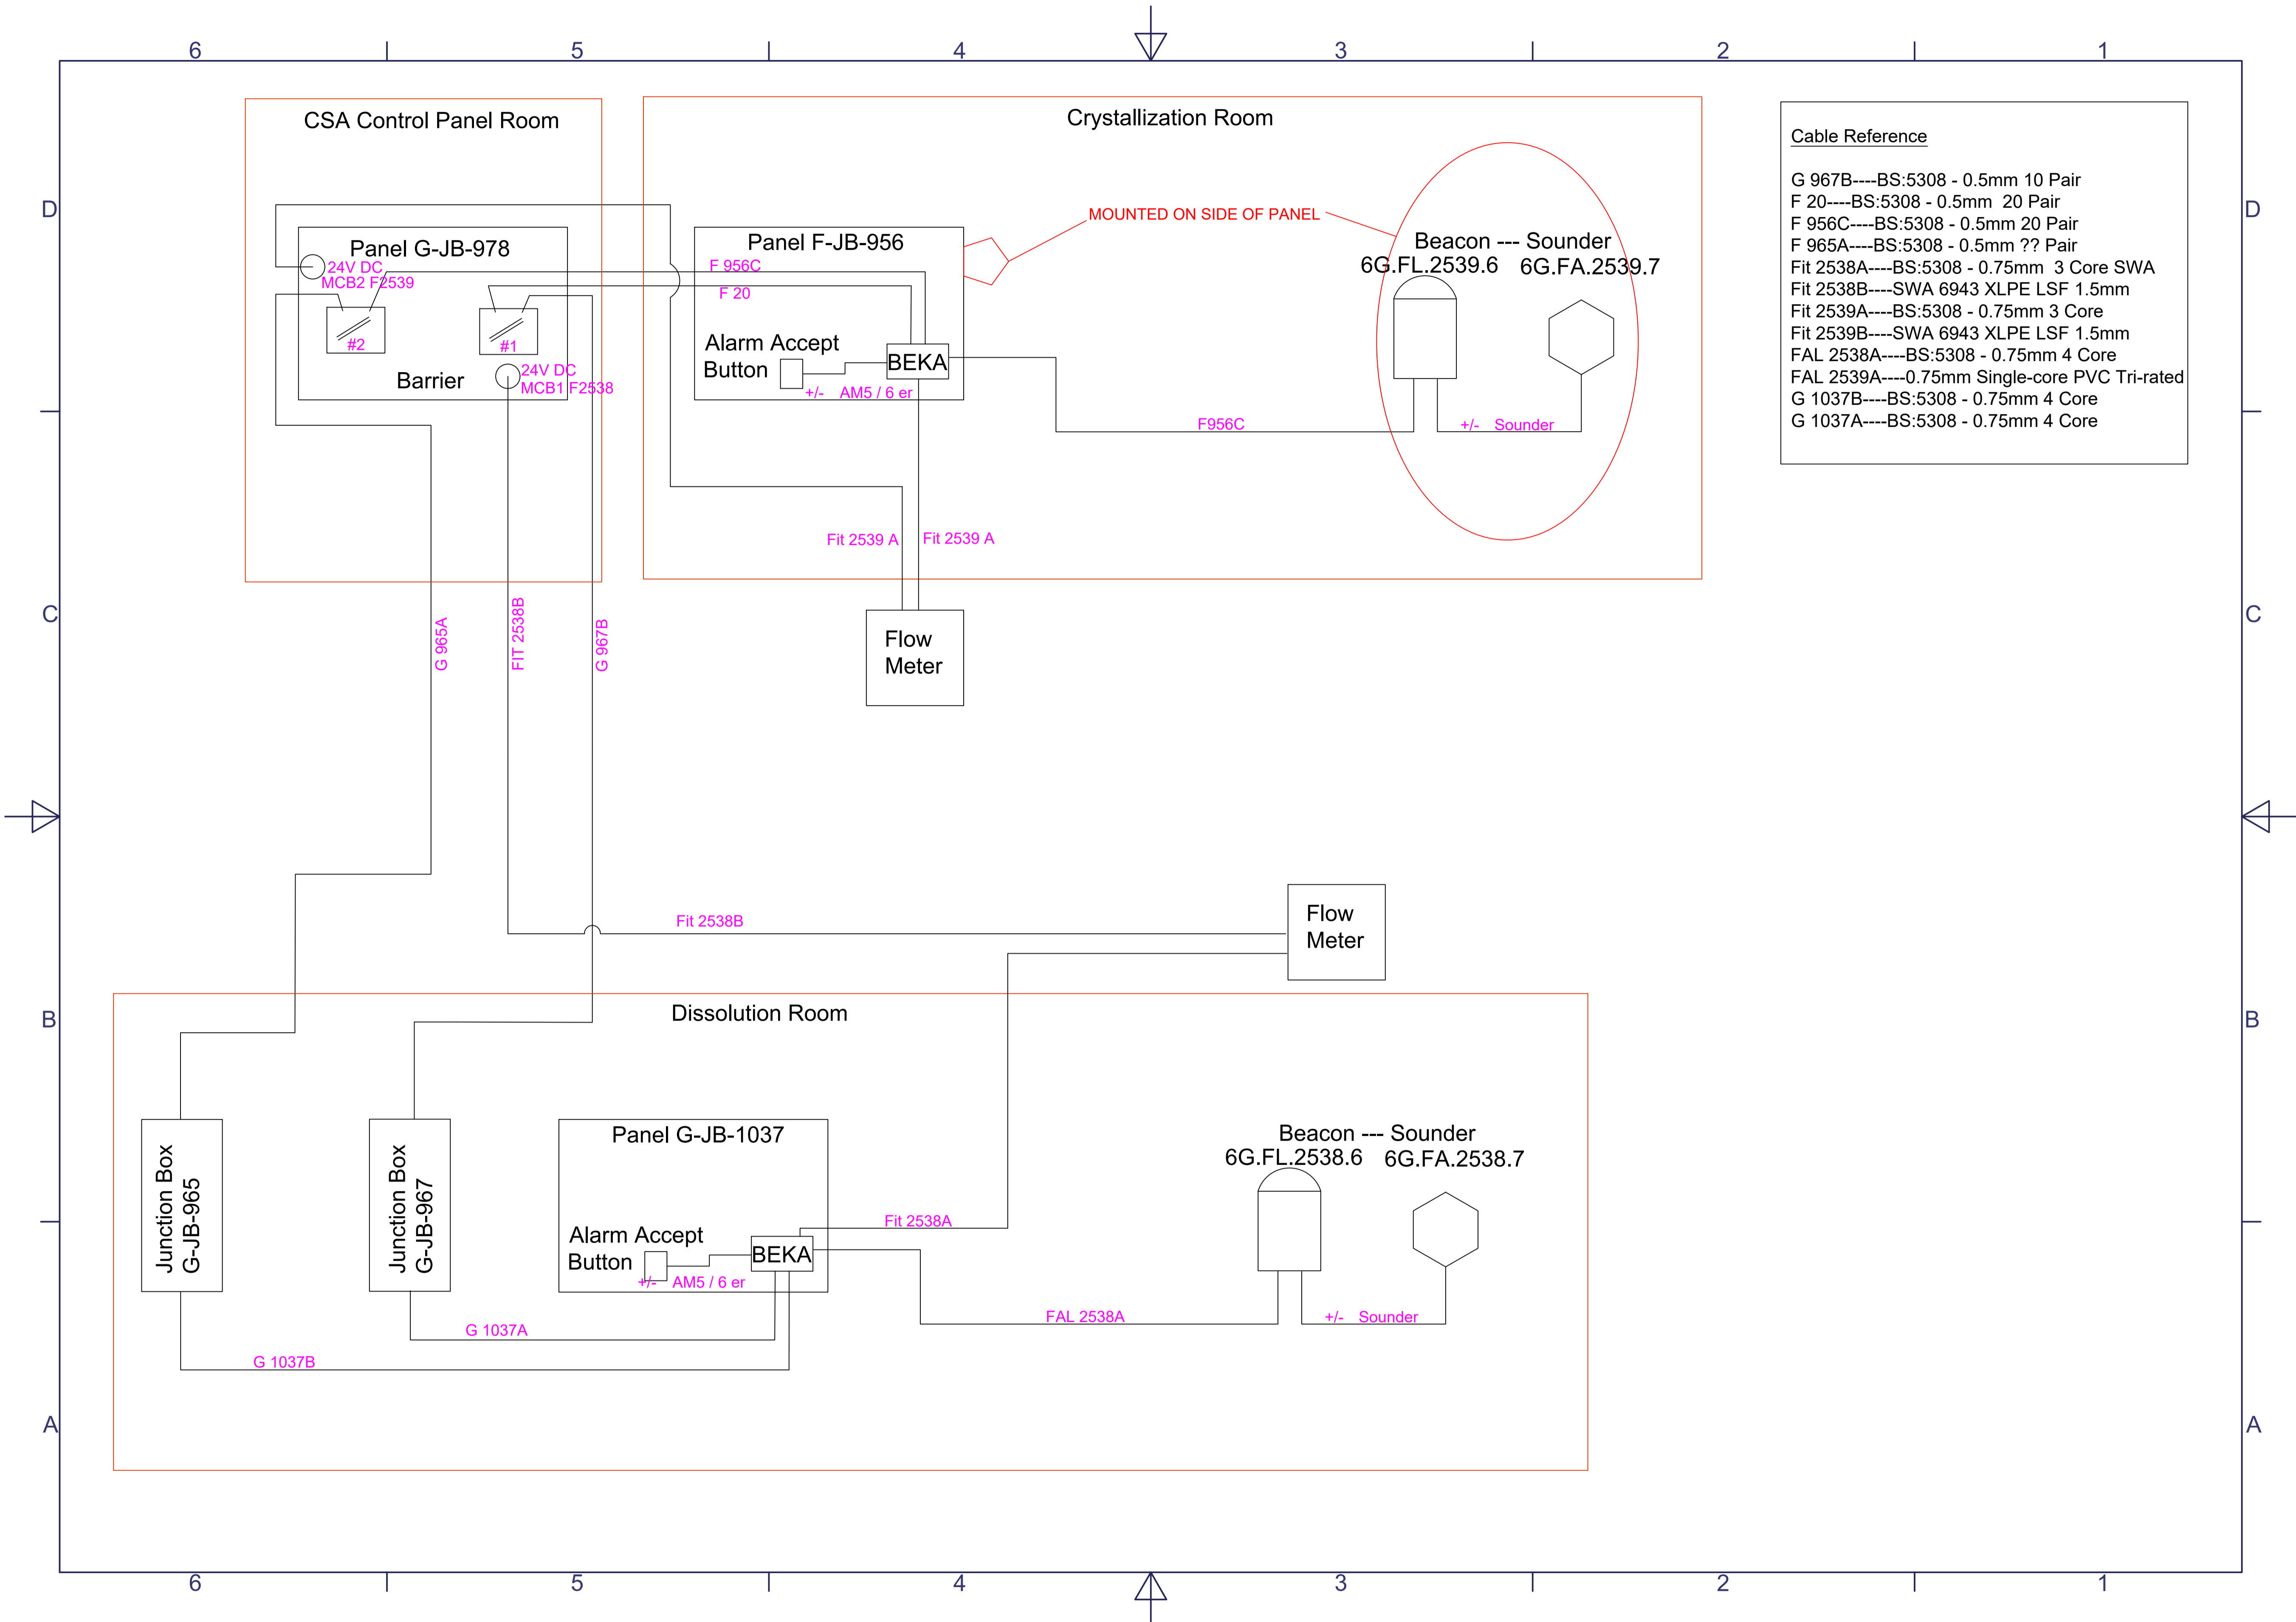 6 5 4 3 2 1
D
D
C
C
B
B
A
A
CSA Control Panel Room
Panel G-JB-978
24V DC
MCB2 F2539
#2
#1
Barrier
24V DC
MCB1 F2538
Crystallization Room
Panel F-JB-956
F 956C
F 20
Alarm Accept
Button
BEKA
+/- AM5 / 6 er
MOUNTED ON SIDE OF PANEL
Beacon --- Sounder
6G.FL.2539.6 6G.FA.2539.7
F956C
+/- Sounder
Fit 2539 A
Fit 2539 A
Cable Reference
G 967B----BS:5308 - 0.5mm 10 Pair
F 20----BS:5308 - 0.5mm 20 Pair
F 956C----BS:5308 - 0.5mm 20 Pair
F 965A----BS:5308 - 0.5mm ?? Pair
Fit 2538A----BS:5308 - 0.75mm 3 Core SWA
Fit 2538B----SWA 6943 XLPE LSF 1.5mm
Fit 2539A----BS:5308 - 0.75mm 3 Core
Fit 2539B----SWA 6943 XLPE LSF 1.5mm
FAL 2538A----BS:5308 - 0.75mm 4 Core
FAL 2539A----0.75mm Single-core PVC Tri-rated
G 1037B----BS:5308 - 0.75mm 4 Core
G 1037A----BS:5308 - 0.75mm 4 Core
G 965A
FIT 2538B
G 967B
Flow
Meter
Fit 2538B
Flow
Meter
Dissolution Room
Junction Box
G-JB-965
Junction Box
G-JB-967
Panel G-JB-1037
Alarm Accept
Button
BEKA
+/- AM5 / 6 er
Fit 2538A
Beacon --- Sounder
6G.FL.2538.6 6G.FA.2538.7
FAL 2538A
+/- Sounder
G 1037A
G 1037B
6 5 4 3 2 1